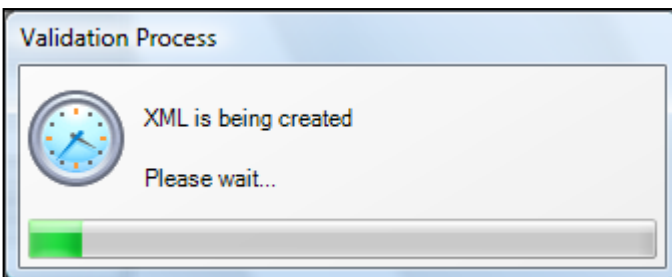 Validation Process
XML is being created
Please wait...